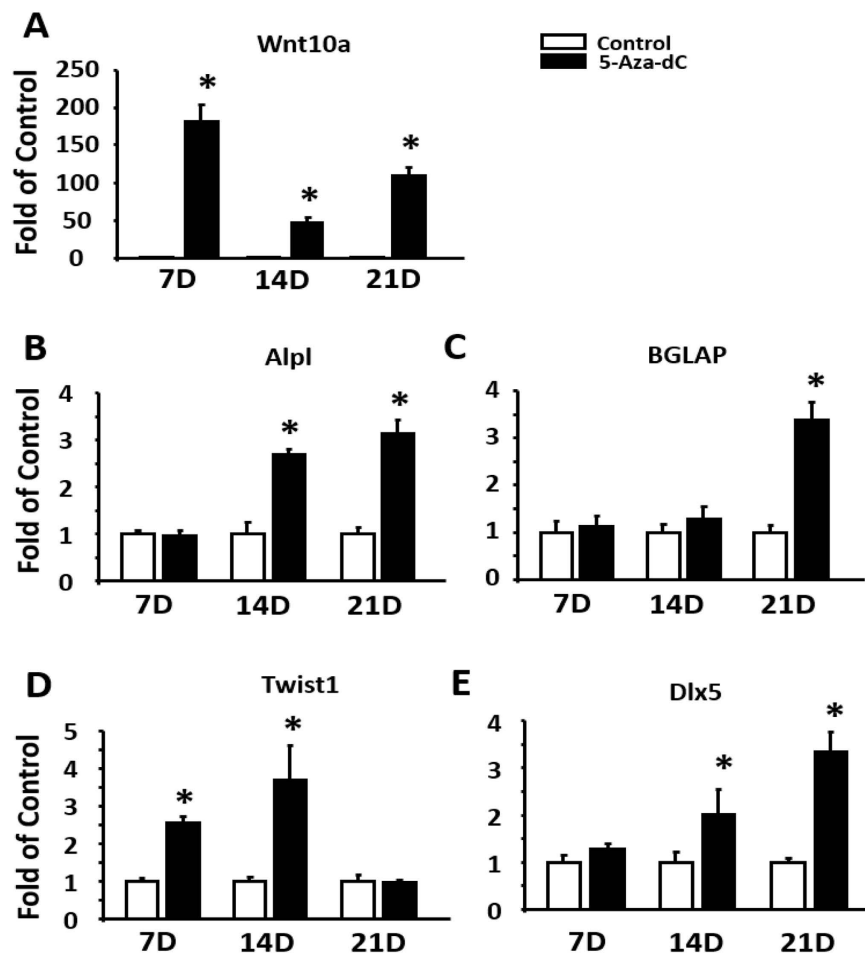 A
Wnt10a
Control
5-Aza-dC
Fold of Control
250
200
150
100
50
0
*
*
*
7D 14D 21D
B
Alpl
Fold of Control
4
3
2
1
0
*
*
7D 14D 21D
C
BGLAP
4
3
2
1
0
*
7D 14D 21D
D
Twist1
Fold of Control
5
4
3
2
1
0
*
*
7D 14D 21D
E
Dlx5
4
3
2
1
0
*
*
7D 14D 21D